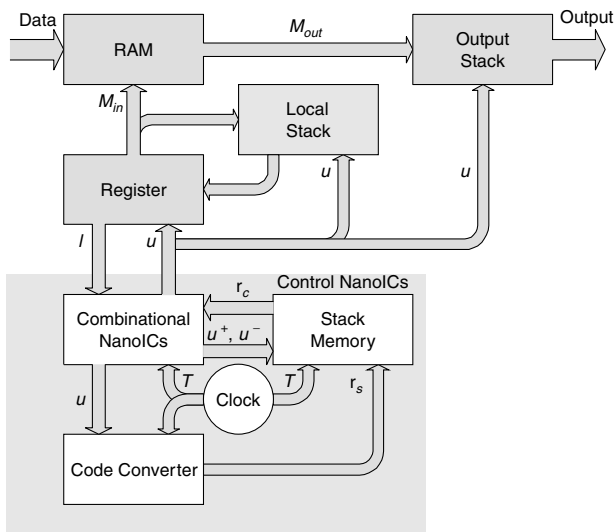 Data
Output
RAM
M_out
Output
Stack
M_in
Local
Stack
Register
u
u
l
u
Control NanoICs
r_c
Combinational
NanoICs
Stack
Memory
u⁺, u⁻
T
T
Clock
r_s
u
Code Converter